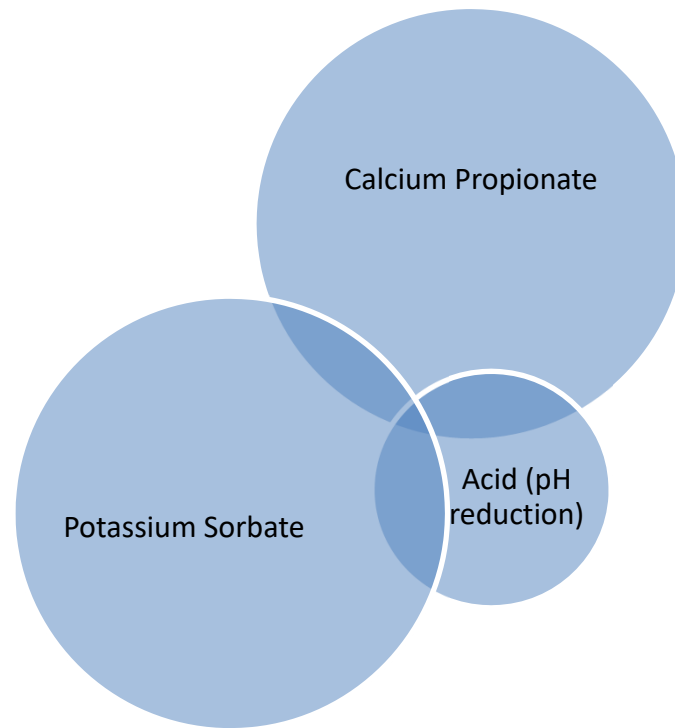 Calcium Propionate
Acid (pH
reduction)
Potassium Sorbate